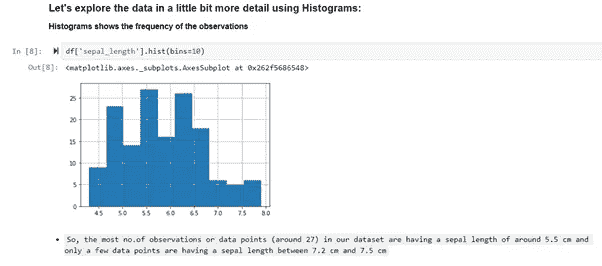 Let's explore the data in a little bit more detail using Histograms:
Histograms shows the frequency of the observations
In [8]: df['sepal_length'].hist(bins=10)
Out[8]: <matplotlib.axes._subplots.AxesSubplot at 0x262f5686548>
25
20
15
10
5
0
4.5 5.0 5.5 6.0 6.5 7.0 7.5 8.0
• So, the most no.of observations or data points (around 27) in our dataset are having a sepal length of around 5.5 cm and
only a few data points are having a sepal length between 7.2 cm and 7.5 cm